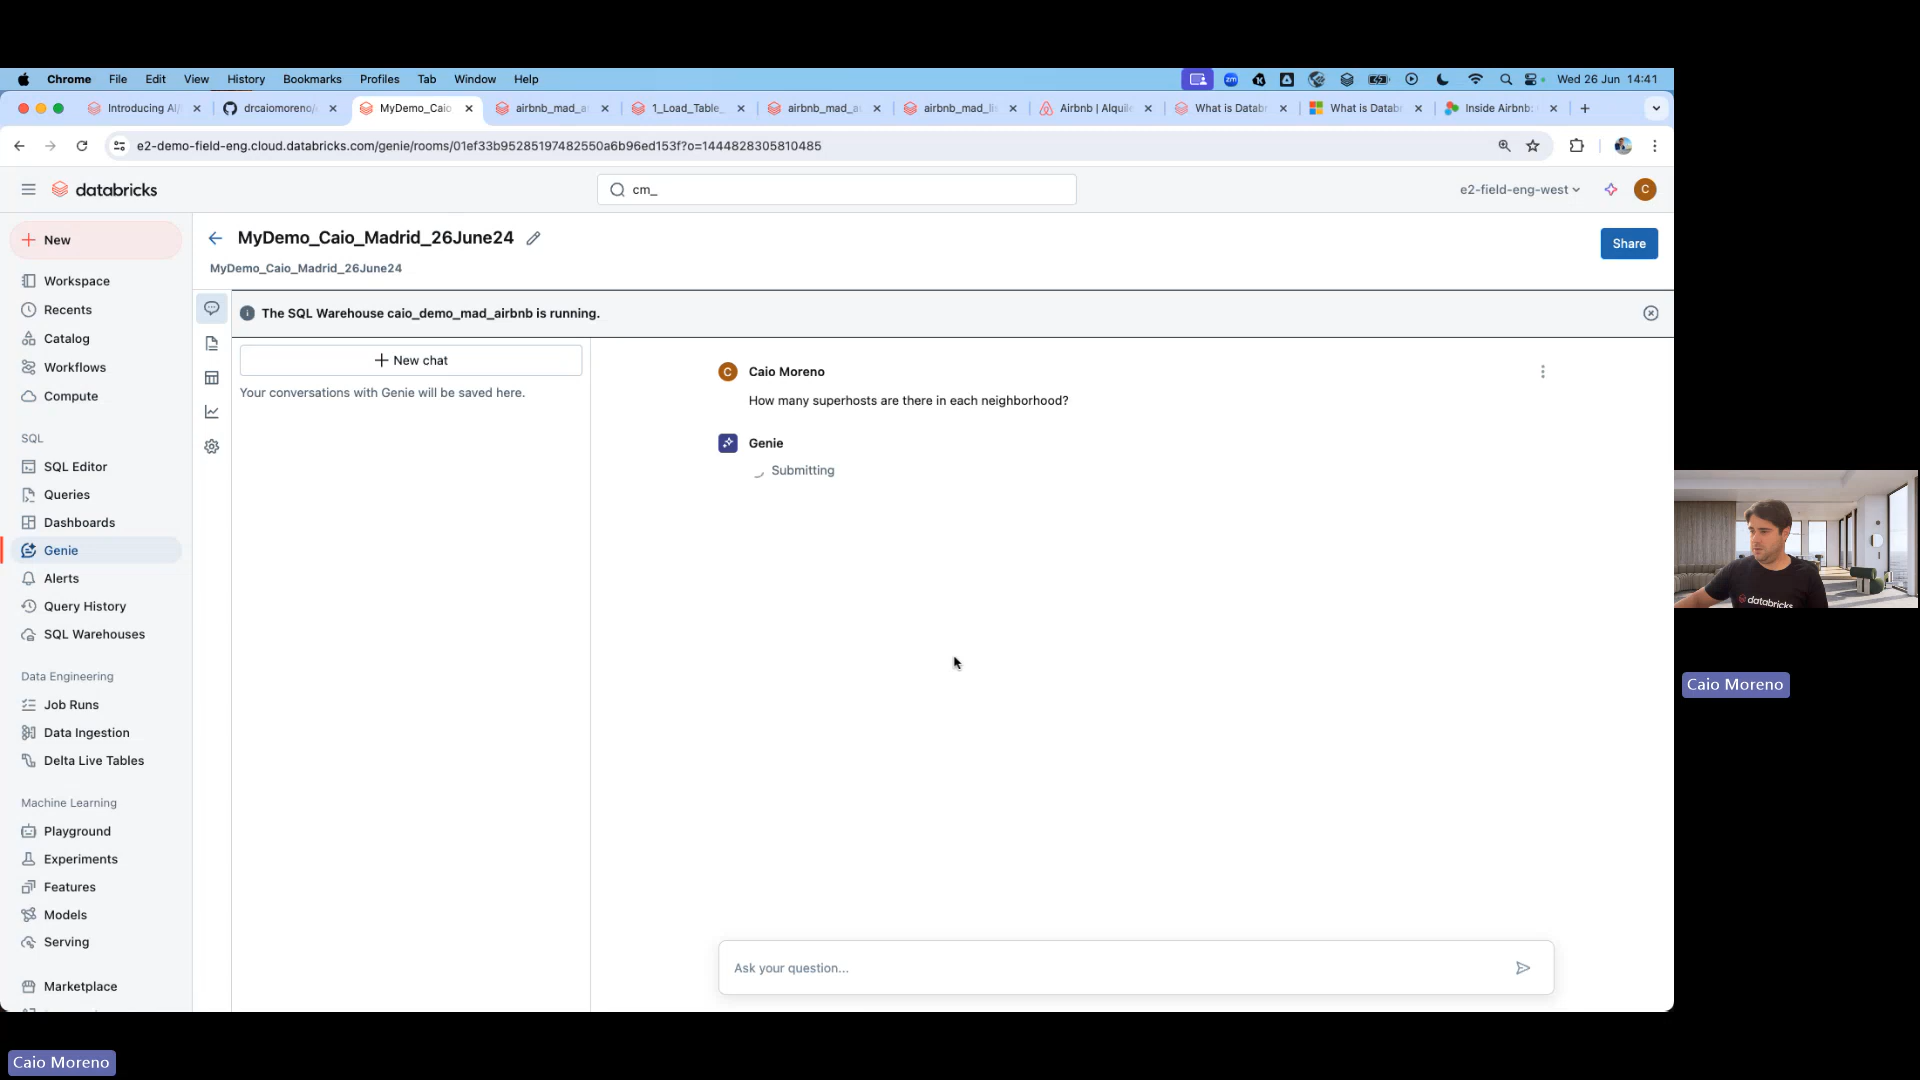 Chrome File Edit View History Bookmarks Profiles Tab Window Help
zm
Wed 26 Jun 14:41
Introducing AI/
drcaiomoreno/
MyDemo_Caio
airbnb_mad_a
1_Load_Table_
airbnb_mad_a
airbnb_mad_li
Airbnb | Alquile
What is Databr
What is Databr
Inside Airbnb:
e2-demo-field-eng.cloud.databricks.com/genie/rooms/01ef33b95285197482550a6b96ed153f?o=1444828305810485
databricks
cm_
e2-field-eng-west
C
New
Workspace
Recents
Catalog
Workflows
Compute
SQL
SQL Editor
Queries
Dashboards
Genie
Alerts
Query History
SQL Warehouses
Data Engineering
Job Runs
Data Ingestion
Delta Live Tables
Machine Learning
Playground
Experiments
Features
Models
Serving
Marketplace
MyDemo_Caio_Madrid_26June24
MyDemo_Caio_Madrid_26June24
Share
The SQL Warehouse caio_demo_mad_airbnb is running.
New chat
Your conversations with Genie will be saved here.
C Caio Moreno
How many superhosts are there in each neighborhood?
Genie
Submitting
Ask your question...
databricks
Caio Moreno
Caio Moreno